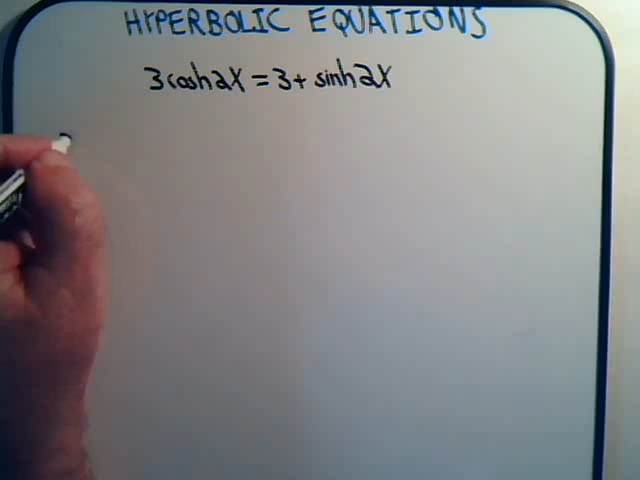 HYPERBOLIC EQUATIONS
3cosh2X = 3 + sinh2X